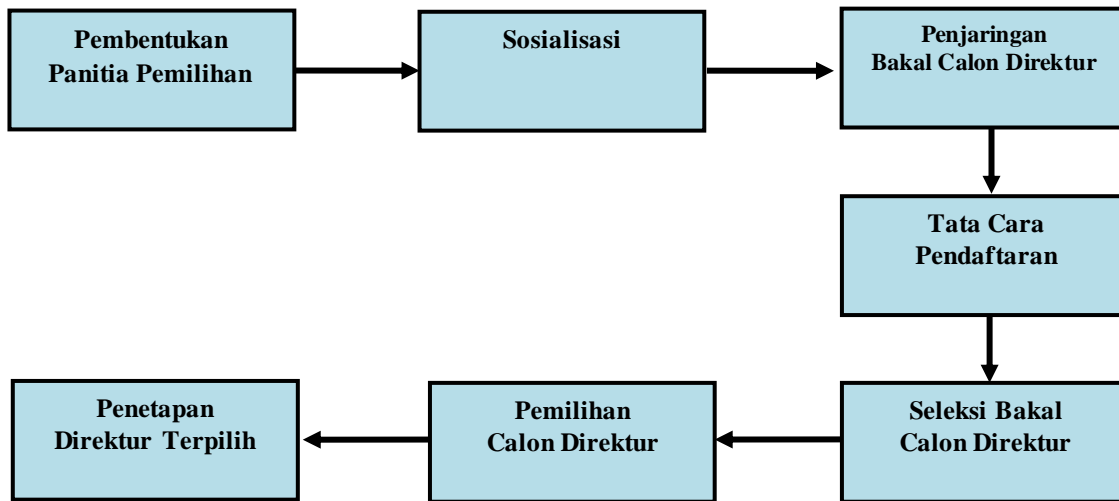 Pembentukan
Panitia Pemilihan
Sosialisasi
Penjaringan
Bakal Calon Direktur
Tata Cara
Pendaftaran
Seleksi Bakal
Calon Direktur
Pemilihan
Calon Direktur
Penetapan
Direktur Terpilih